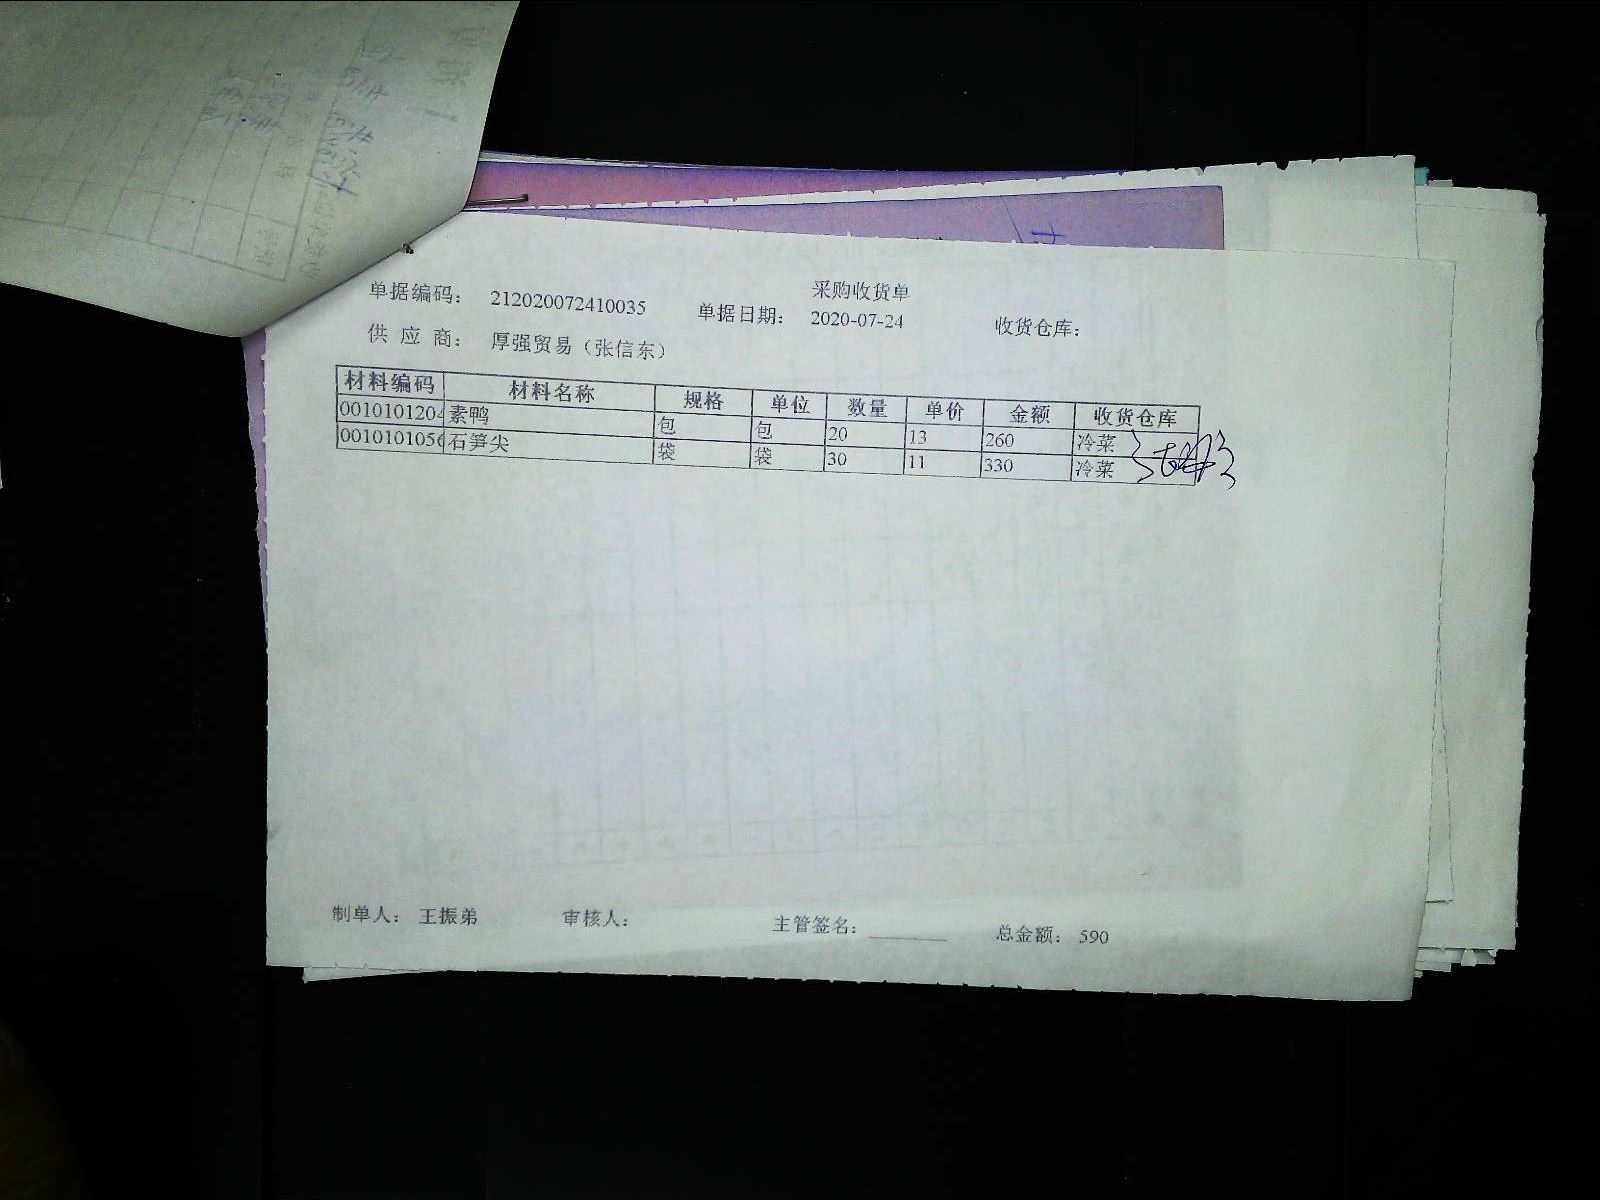 采购收货单
单据编码： 212020072410035 单据日期： 2020-07-24 收货仓库：
供应商： 厚强贸易（张信东）
材料编码 材料名称 规格 单位 数量 单价 金额 收货仓库
0010101204 素鸭 包 包 20 13 260 冷菜
0010101056 石笋尖 袋 袋 30 11 330 冷菜
制单人： 王振弟 审核人： 主管签名： 总金额： 590